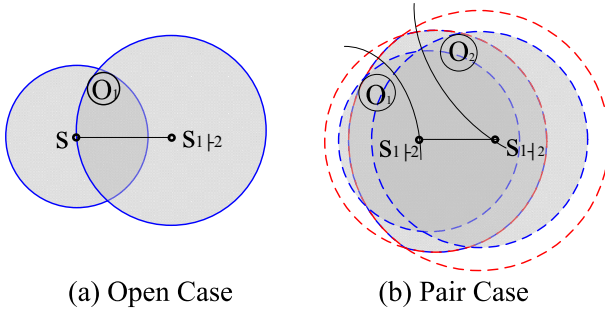 O₁
S
S1⊦2
(a) Open Case
O₂
O₁
S1⊦2
S1⊣2
(b) Pair Case